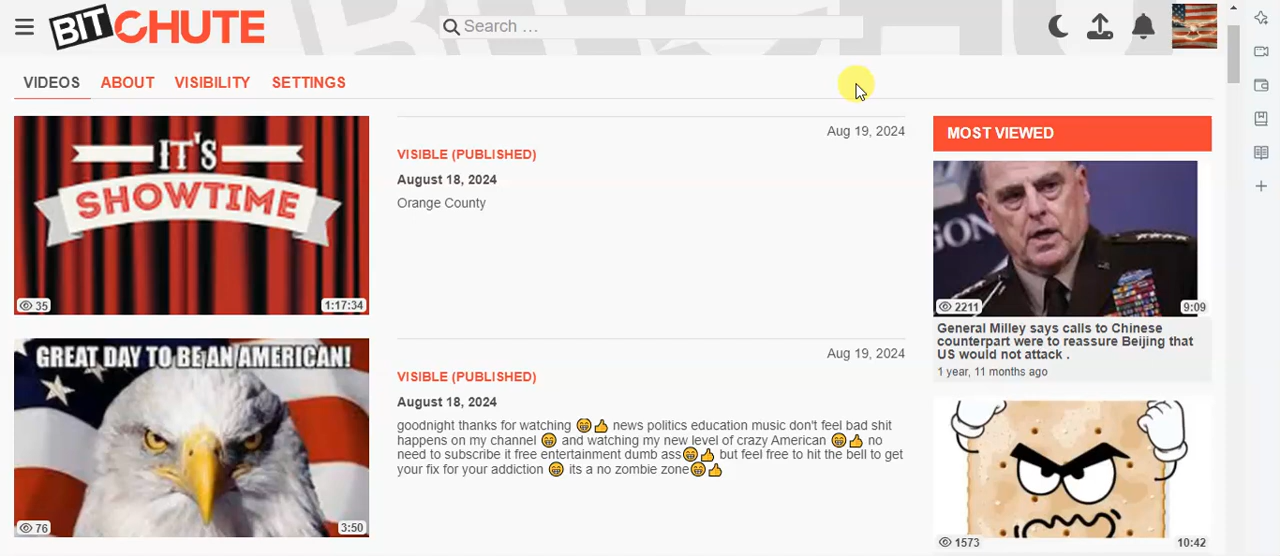 BITCHUTE
Search …
VIDEOS ABOUT VISIBILITY SETTINGS
IT'S
SHOWTIME
35
1:17:34
Aug 19, 2024
VISIBLE (PUBLISHED)
August 18, 2024
Orange County
GREAT DAY TO BE AN AMERICAN!
76
3:50
Aug 19, 2024
VISIBLE (PUBLISHED)
August 18, 2024
goodnight thanks for watching 😁👍 news politics education music don't feel bad shit
happens on my channel 😁 and watching my new level of crazy American 😁👍 no
need to subscribe it free entertainment dumb ass😁👍 but feel free to hit the bell to get
your fix for your addiction 😁 its a no zombie zone😁👍
MOST VIEWED
2211
9:09
General Milley says calls to Chinese
counterpart were to reassure Beijing that
US would not attack .
1 year, 11 months ago
1573
10:42